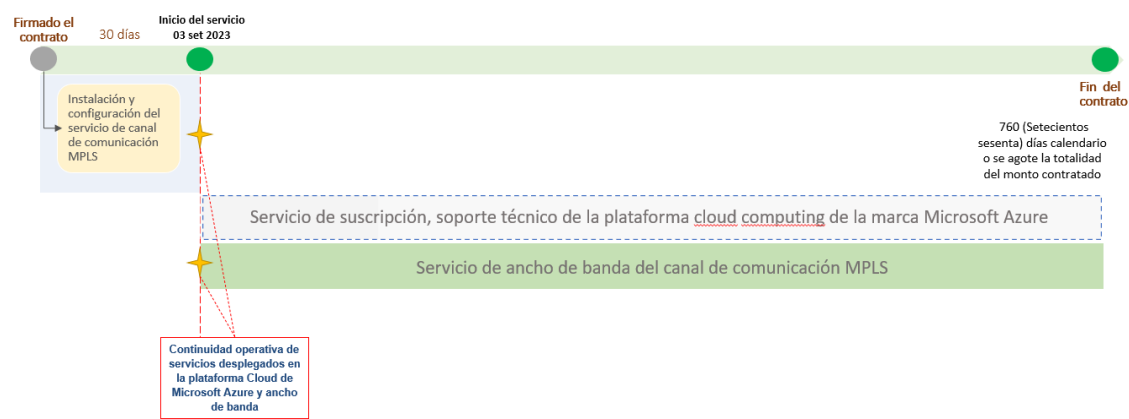 Firmado el
contrato
30 días
Inicio del servicio
03 set 2023
Instalación y
configuración del
servicio de canal
de comunicación
MPLS
Fin del
contrato
760 (Setecientos
sesenta) días calendario
o se agote la totalidad
del monto contratado
Servicio de suscripción, soporte técnico de la plataforma cloud computing de la marca Microsoft Azure
Servicio de ancho de banda del canal de comunicación MPLS
Continuidad operativa de
servicios desplegados en
la plataforma Cloud de
Microsoft Azure y ancho
de banda